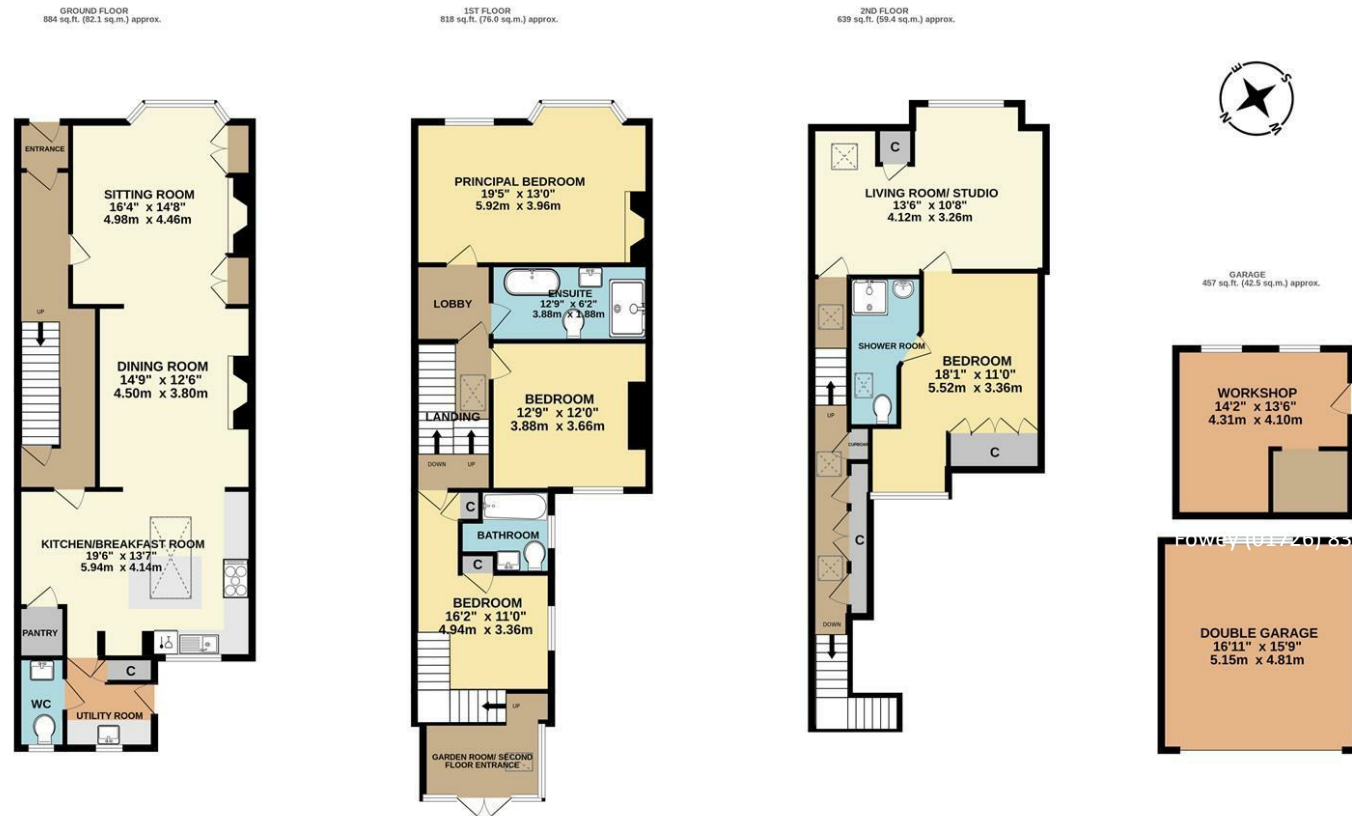 GROUND FLOOR
884 sq.ft. (82.1 sq.m.) approx.
ENTRANCE
SITTING ROOM
16'4" x 14'8"
4.98m x 4.46m
UP
DINING ROOM
14'9" x 12'6"
4.50m x 3.80m
KITCHEN/BREAKFAST ROOM
19'6" x 13'7"
5.94m x 4.14m
PANTRY
C
WC
UTILITY ROOM
1ST FLOOR
818 sq.ft. (76.0 sq.m.) approx.
PRINCIPAL BEDROOM
19'5" x 13'0"
5.92m x 3.96m
LOBBY
ENSUITE
12'9" x 6'2"
3.88m x 1.88m
BEDROOM
12'9" x 12'0"
3.88m x 3.66m
LANDING
DOWN
UP
C
BATHROOM
C
BEDROOM
16'2" x 11'0"
4.94m x 3.36m
UP
GARDEN ROOM/ SECOND
FLOOR ENTRANCE
2ND FLOOR
639 sq.ft. (59.4 sq.m.) approx.
C
LIVING ROOM/ STUDIO
13'6" x 10'8"
4.12m x 3.26m
SHOWER ROOM
BEDROOM
18'1" x 11'0"
5.52m x 3.36m
UP
CUPBOARD
C
C
DOWN
E
S
N
W
GARAGE
457 sq.ft. (42.5 sq.m.) approx.
WORKSHOP
14'2" x 13'6"
4.31m x 4.10m
Fowey (01726) 83
DOUBLE GARAGE
16'11" x 15'9"
5.15m x 4.81m